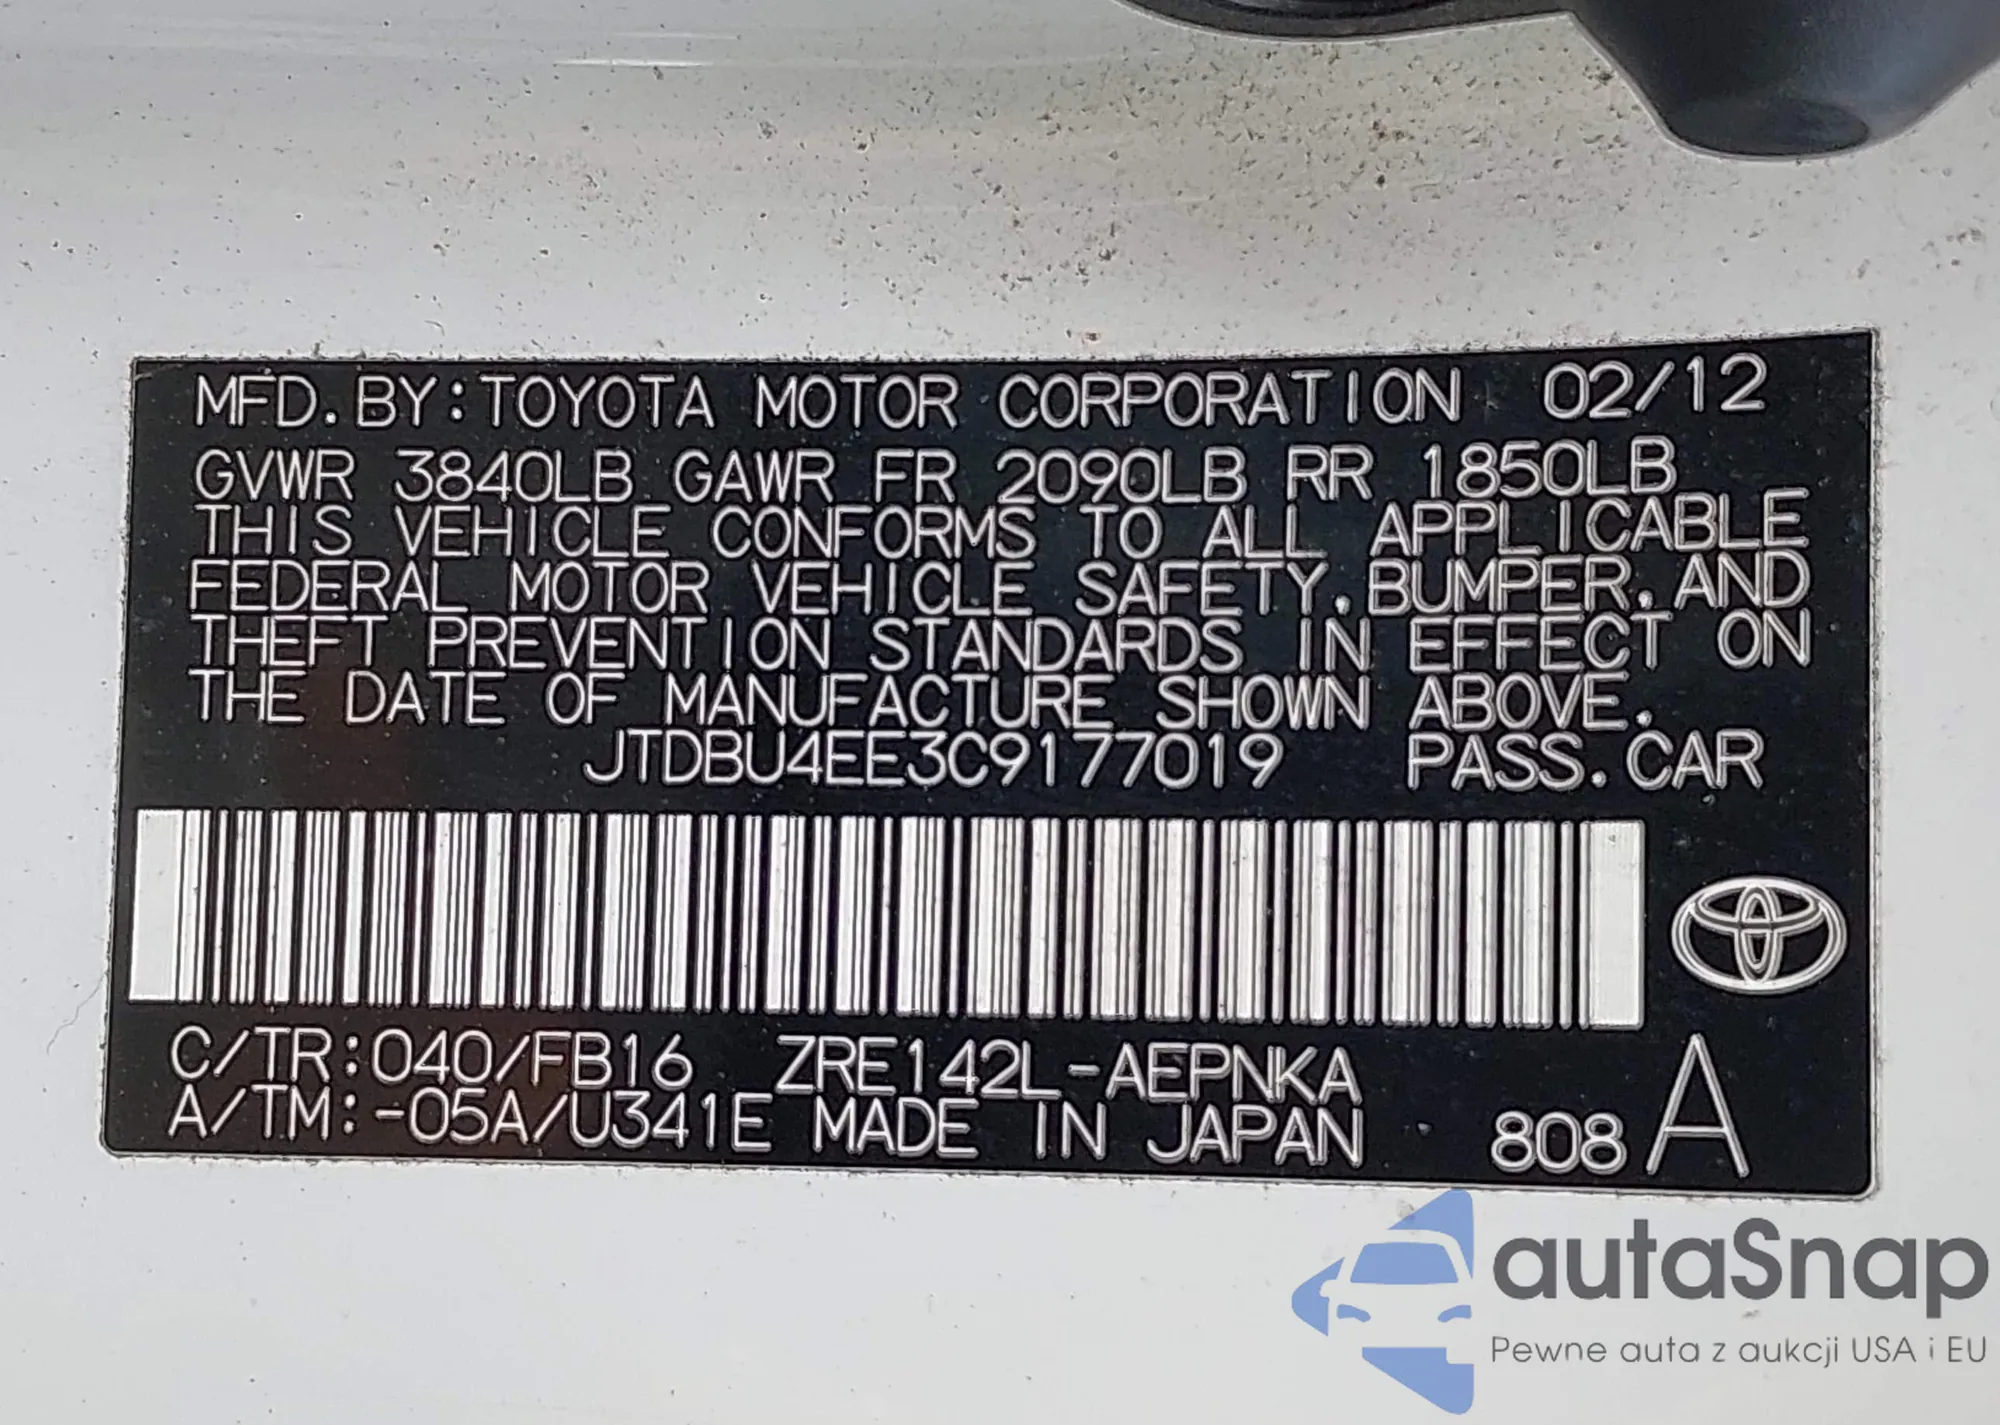 MFD. BY: TOYOTA MOTOR CORPORATION 02/12
GVWR 3840LB GAWR FR 2090LB RR 1850LB
THIS VEHICLE CONFORMS TO ALL APPLICABLE
FEDERAL MOTOR VEHICLE SAFETY, BUMPER, AND
THEFT PREVENTION STANDARDS IN EFFECT ON
THE DATE OF MANUFACTURE SHOWN ABOVE.
JTDBU4EE3C9177019 PASS. CAR
C/TR: 040/FB16 ZRE142L-AEPNKA
A/TM: -05A/U341E MADE IN JAPAN 808 A
autaSnap
Pewne auta z aukcji USA i EU